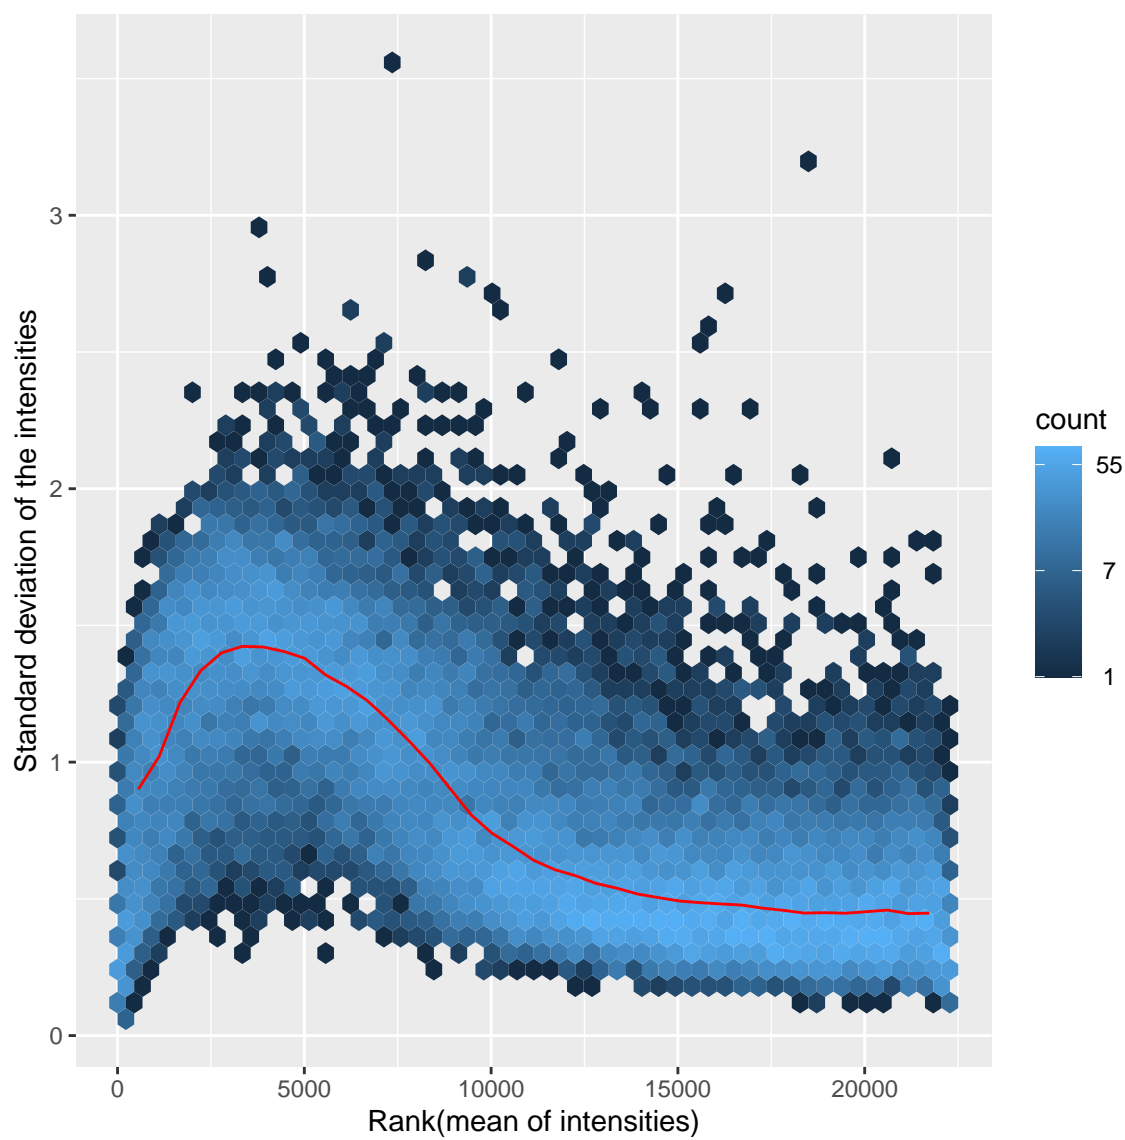 3
2
1
0
Standard deviation of the intensities
0 5000 10000 15000 20000
Rank(mean of intensities)
count
55
7
1